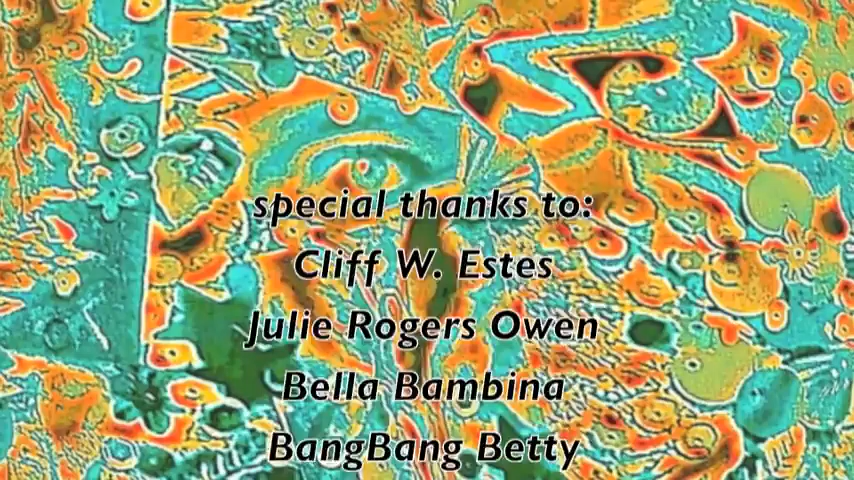 special thanks to:
Cliff W. Estes
Julie Rogers Owen
Bella Bambina
BangBang Betty